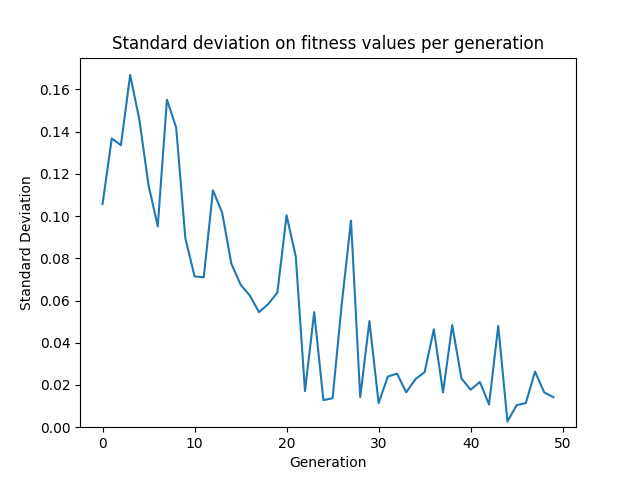 Standard deviation on fitness values per generation
0.16
0.14
0.12
0.10
0.08
0.06
0.04
0.02
0.00
Standard Deviation
0 10 20 30 40 50
Generation